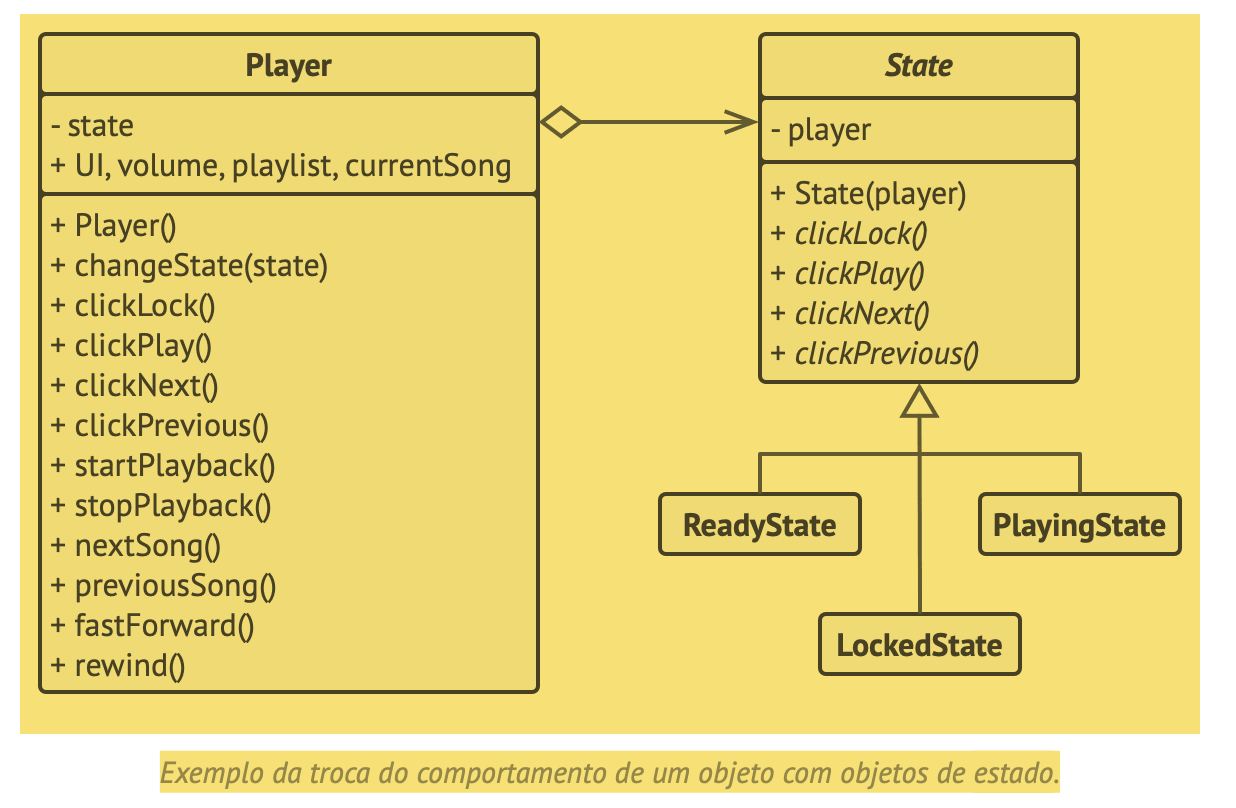 Player
- state
+ UI, volume, playlist, currentSong
+ Player()
+ changeState(state)
+ clickLock()
+ clickPlay()
+ clickNext()
+ clickPrevious()
+ startPlayback()
+ stopPlayback()
+ nextSong()
+ previousSong()
+ fastForward()
+ rewind()
State
- player
+ State(player)
+ clickLock()
+ clickPlay()
+ clickNext()
+ clickPrevious()
ReadyState
PlayingState
LockedState
Exemplo da troca do comportamento de um objeto com objetos de estado.